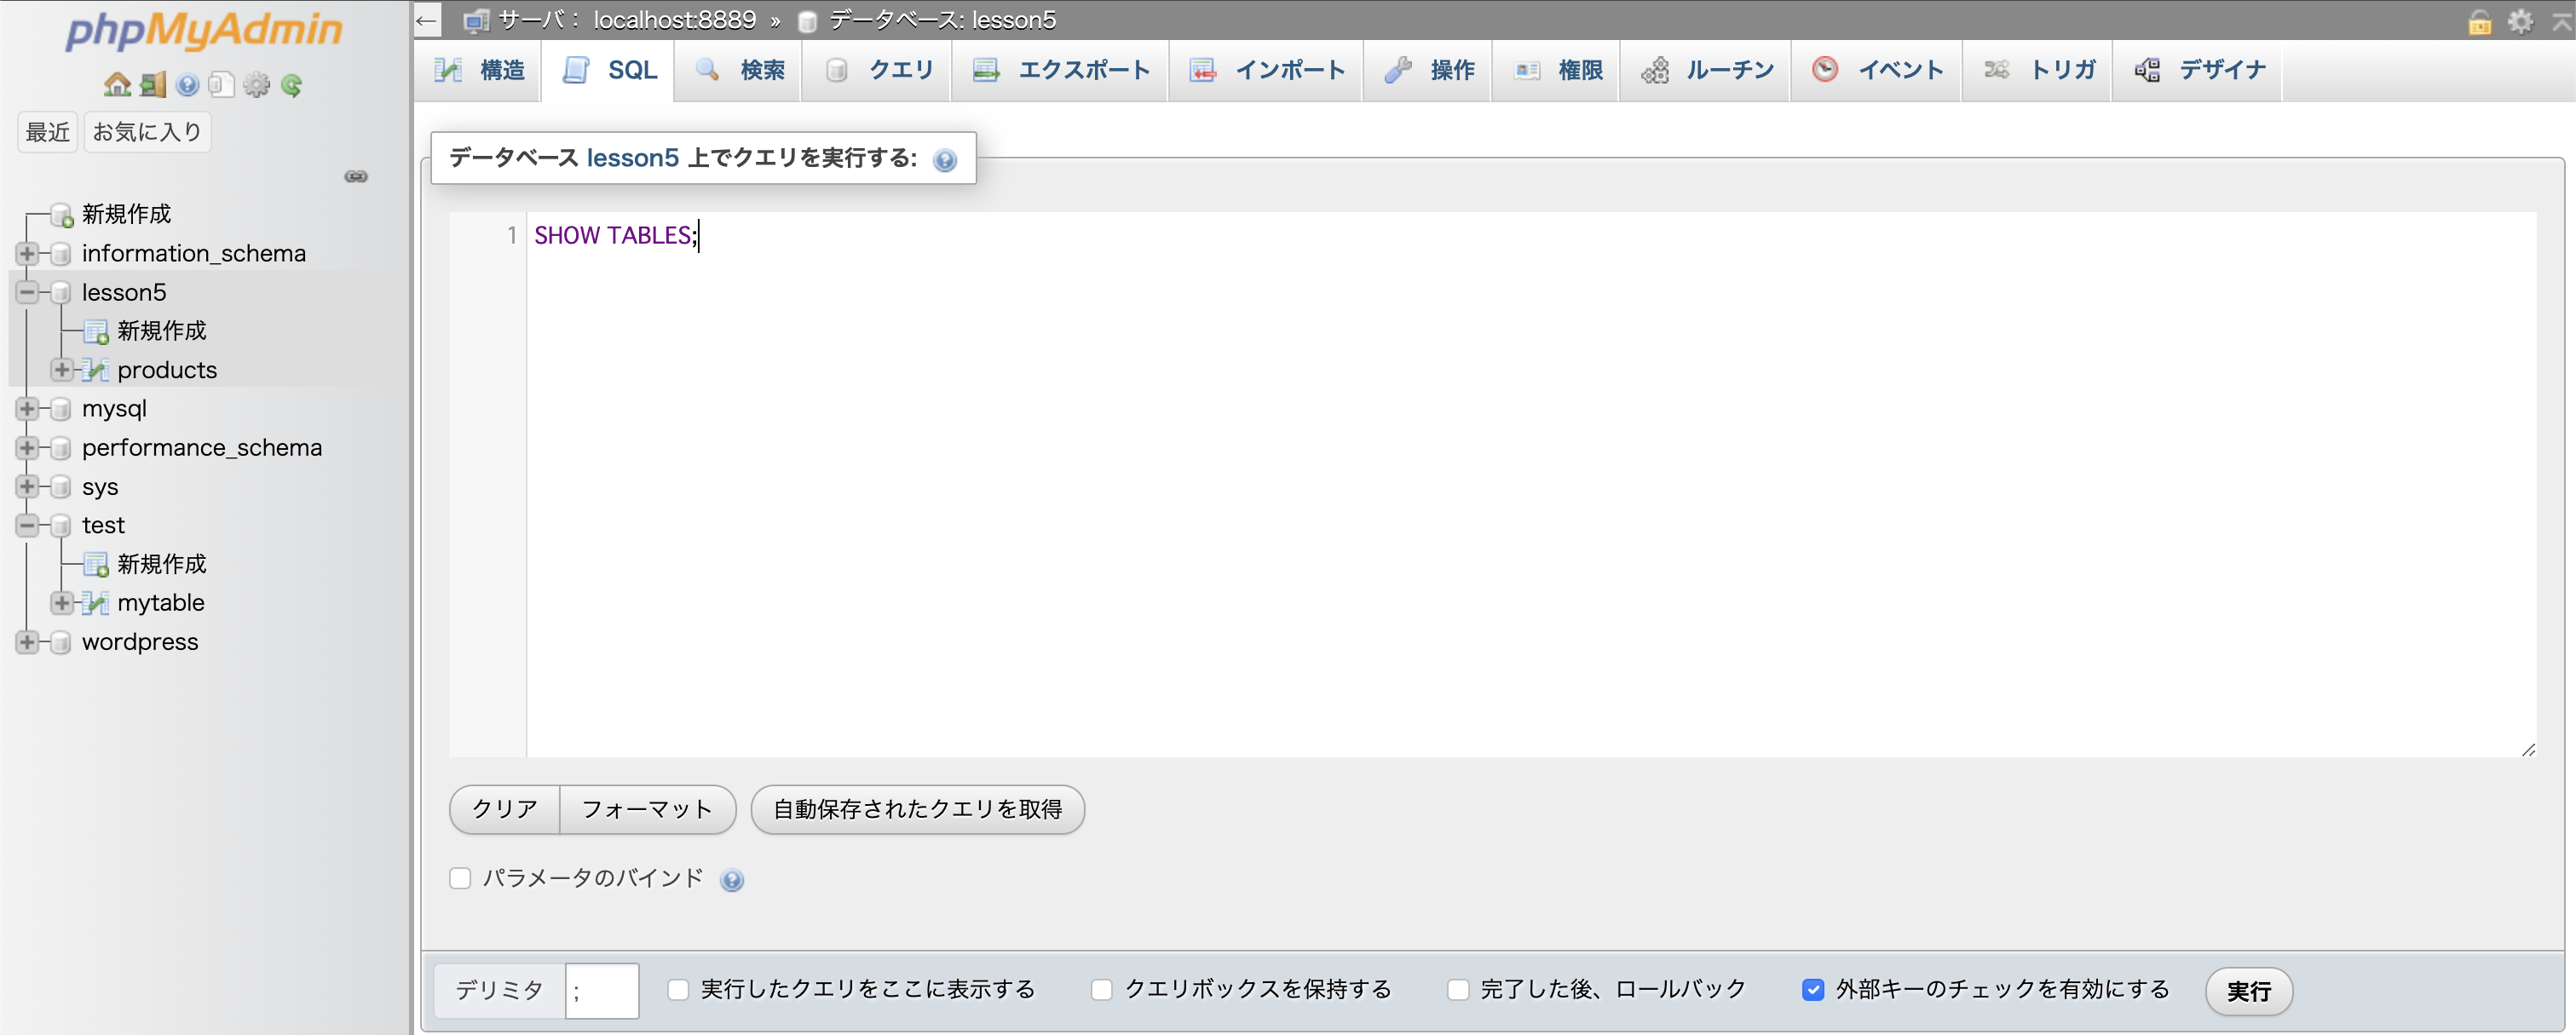 phpMyAdmin
最近 お気に入り
新規作成
information_schema
lesson5
新規作成
products
mysql
performance_schema
sys
test
新規作成
mytable
wordpress
← サーバ： localhost:8889 » データベース: lesson5
構造 SQL 検索 クエリ エクスポート インポート 操作 権限 ルーチン イベント トリガ デザイナ
データベース lesson5 上でクエリを実行する:
1 SHOW TABLES;
クリア フォーマット 自動保存されたクエリを取得
パラメータのバインド
デリミタ ; 実行したクエリをここに表示する クエリボックスを保持する 完了した後、ロールバック 外部キーのチェックを有効にする 実行